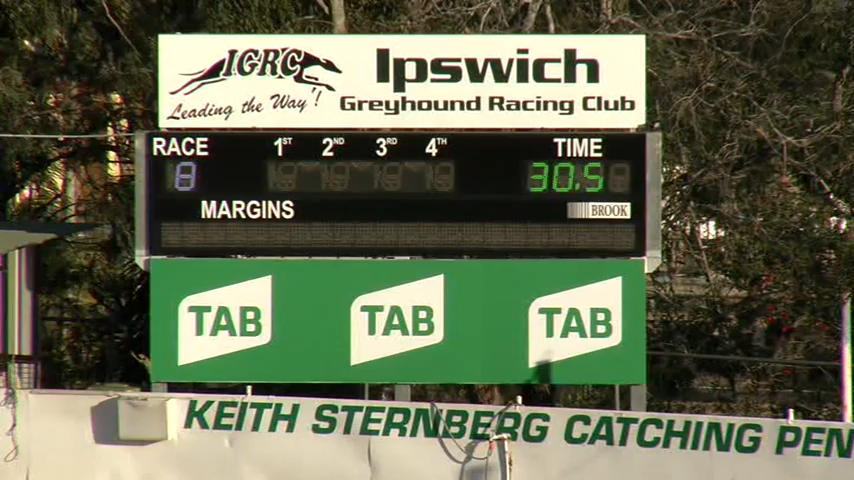 IGRC
Leading the Way'!
Ipswich
Greyhound Racing Club
RACE 1ST 2ND 3RD 4TH TIME
8 30.5
MARGINS BROOK
TAB TAB TAB
KEITH STERNBERG CATCHING PEN